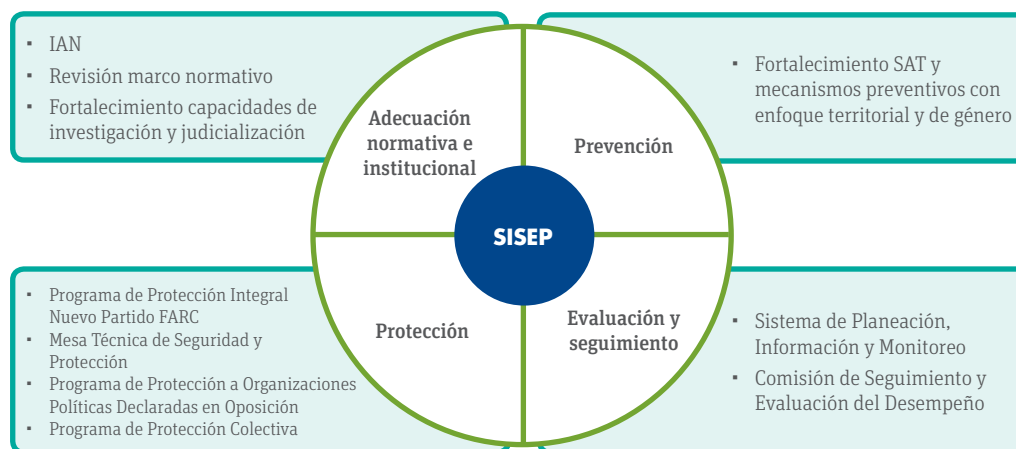 ▪ IAN
▪ Revisión marco normativo
▪ Fortalecimiento capacidades de
investigación y judicialización
Adecuación
normativa e
institucional
Prevención
▪ Fortalecimiento SAT y
mecanismos preventivos con
enfoque territorial y de género
SISEP
▪ Programa de Protección Integral
Nuevo Partido FARC
▪ Mesa Técnica de Seguridad y
Protección
▪ Programa de Protección a Organizaciones
Políticas Declaradas en Oposición
▪ Programa de Protección Colectiva
Protección
Evaluación y
seguimiento
▪ Sistema de Planeación,
Información y Monitoreo
▪ Comisión de Seguimiento y
Evaluación del Desempeño